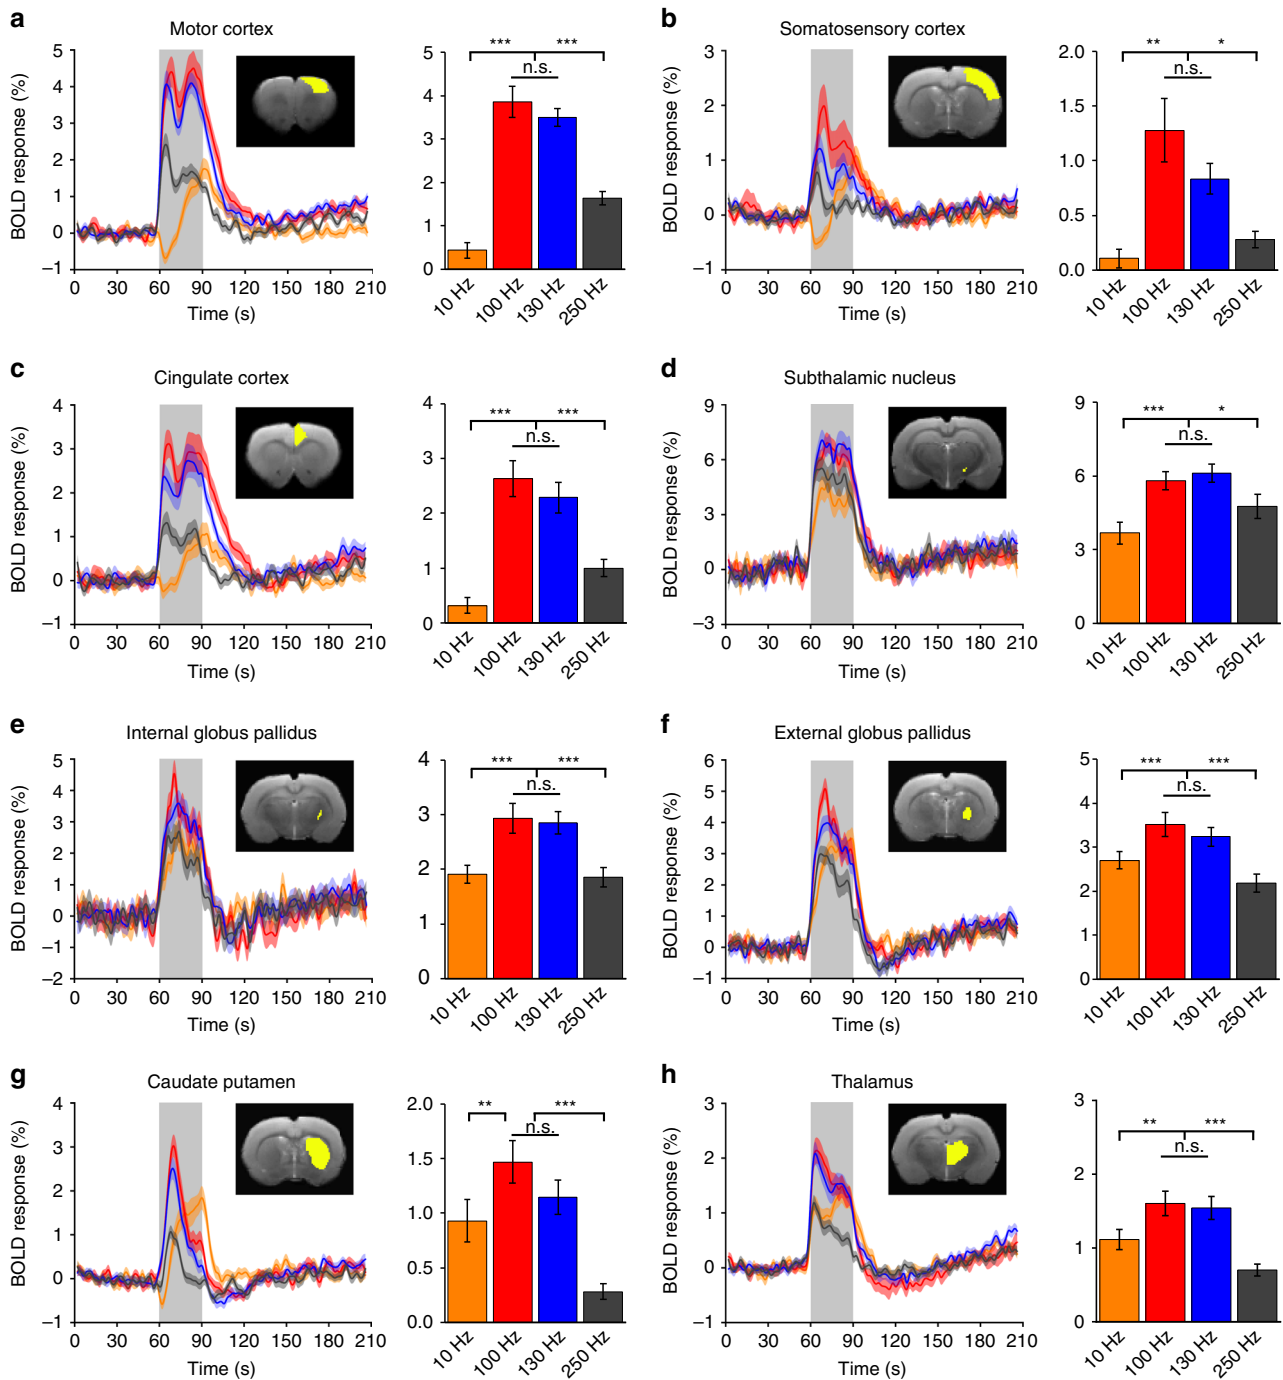 a
Motor cortex
BOLD response (%)
5
4
3
2
1
0
–1
0 30 60 90 120 150 180 210
Time (s)
5
4
3
2
1
0
*** ***
n.s.
10 Hz 100 Hz 130 Hz 250 Hz
b
Somatosensory cortex
BOLD response (%)
3
2
1
0
–1
0 30 60 90 120 150 180 210
Time (s)
2.0
1.5
1.0
0.5
0.0
** *
n.s.
10 Hz 100 Hz 130 Hz 250 Hz
c
Cingulate cortex
BOLD response (%)
4
3
2
1
0
–1
0 30 60 90 120 150 180 210
Time (s)
4
3
2
1
0
*** ***
n.s.
10 Hz 100 Hz 130 Hz 250 Hz
d
Subthalamic nucleus
BOLD response (%)
9
6
3
0
–3
0 30 60 90 120 150 180 210
Time (s)
9
6
3
0
*** *
n.s.
10 Hz 100 Hz 130 Hz 250 Hz
e
Internal globus pallidus
BOLD response (%)
5
4
3
2
1
0
–1
–2
0 30 60 90 120 150 180 210
Time (s)
4
3
2
1
0
*** ***
n.s.
10 Hz 100 Hz 130 Hz 250 Hz
f
External globus pallidus
BOLD response (%)
6
5
4
3
2
1
0
–1
0 30 60 90 120 150 180 210
Time (s)
5
4
3
2
1
0
*** ***
n.s.
10 Hz 100 Hz 130 Hz 250 Hz
g
Caudate putamen
BOLD response (%)
4
3
2
1
0
–1
0 30 60 90 120 150 180 210
Time (s)
2.0
1.5
1.0
0.5
0.0
** ***
n.s.
10 Hz 100 Hz 130 Hz 250 Hz
h
Thalamus
BOLD response (%)
3
2
1
0
–1
0 30 60 90 120 150 180 210
Time (s)
3
2
1
0
** ***
n.s.
10 Hz 100 Hz 130 Hz 250 Hz